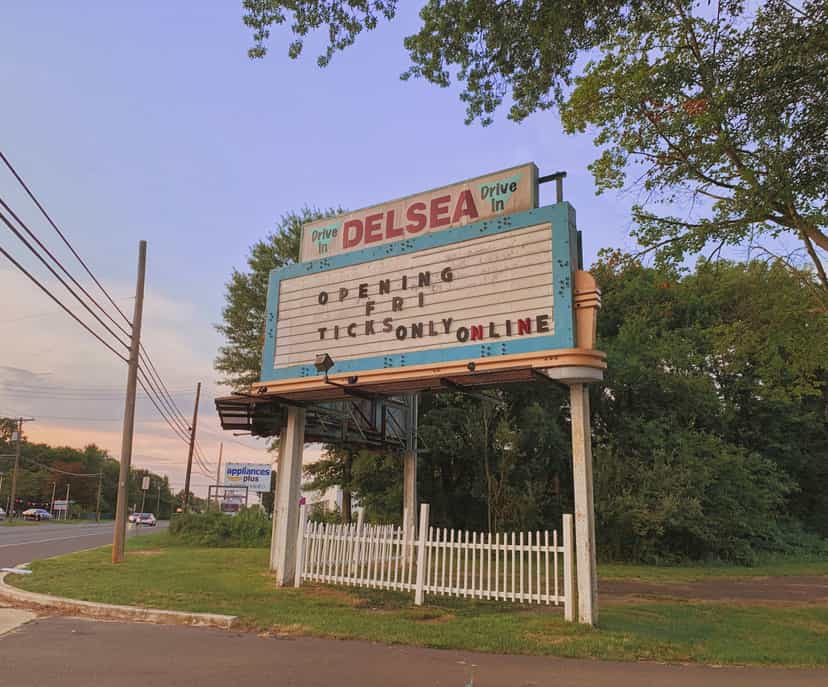 Drive In DELSEA Drive In
OPENING
FRI
TICKS ONLY ONLINE
appliances
plus